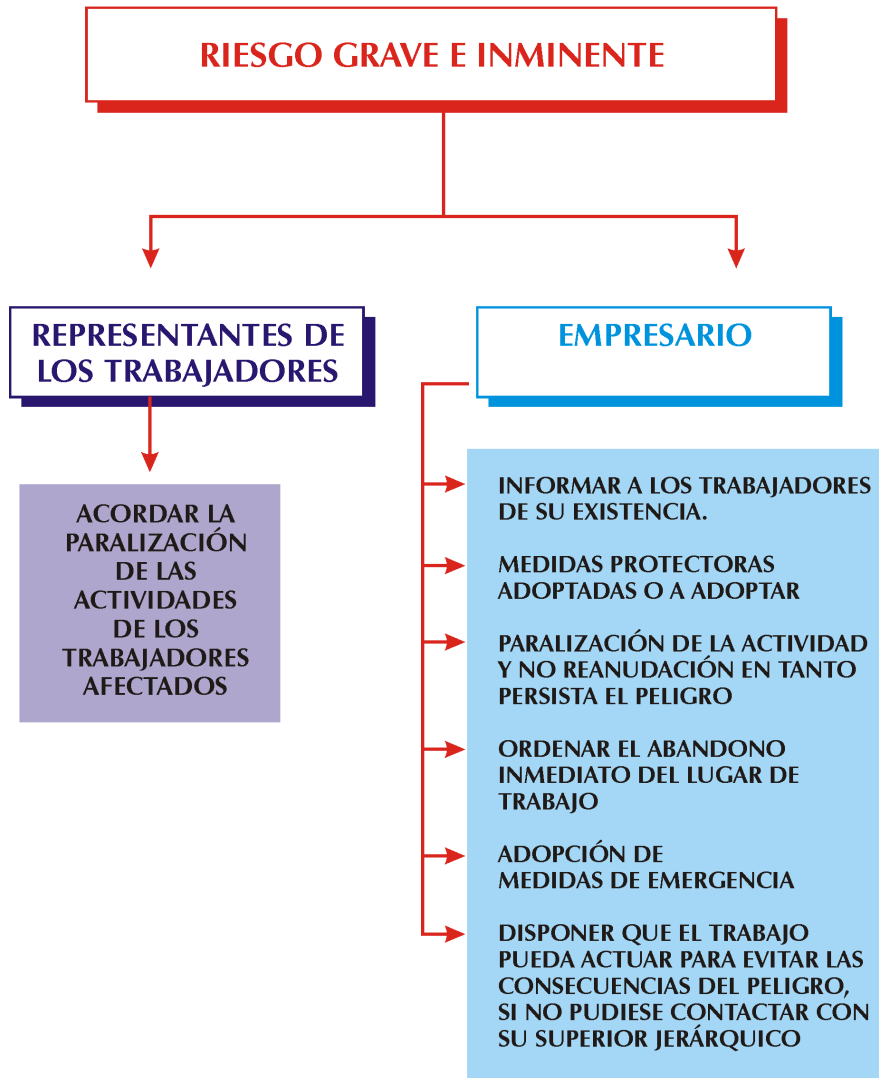 RIESGO GRAVE E INMINENTE
REPRESENTANTES DE
LOS TRABAJADORES
ACORDAR LA
PARALIZACIÓN
DE LAS
ACTIVIDADES
DE LOS
TRABAJADORES
AFECTADOS
EMPRESARIO
INFORMAR A LOS TRABAJADORES
DE SU EXISTENCIA.
MEDIDAS PROTECTORAS
ADOPTADAS O A ADOPTAR
PARALIZACIÓN DE LA ACTIVIDAD
Y NO REANUDACIÓN EN TANTO
PERSISTA EL PELIGRO
ORDENAR EL ABANDONO
INMEDIATO DEL LUGAR DE
TRABAJO
ADOPCIÓN DE
MEDIDAS DE EMERGENCIA
DISPONER QUE EL TRABAJO
PUEDA ACTUAR PARA EVITAR LAS
CONSECUENCIAS DEL PELIGRO,
SI NO PUDIESE CONTACTAR CON
SU SUPERIOR JERÁRQUICO